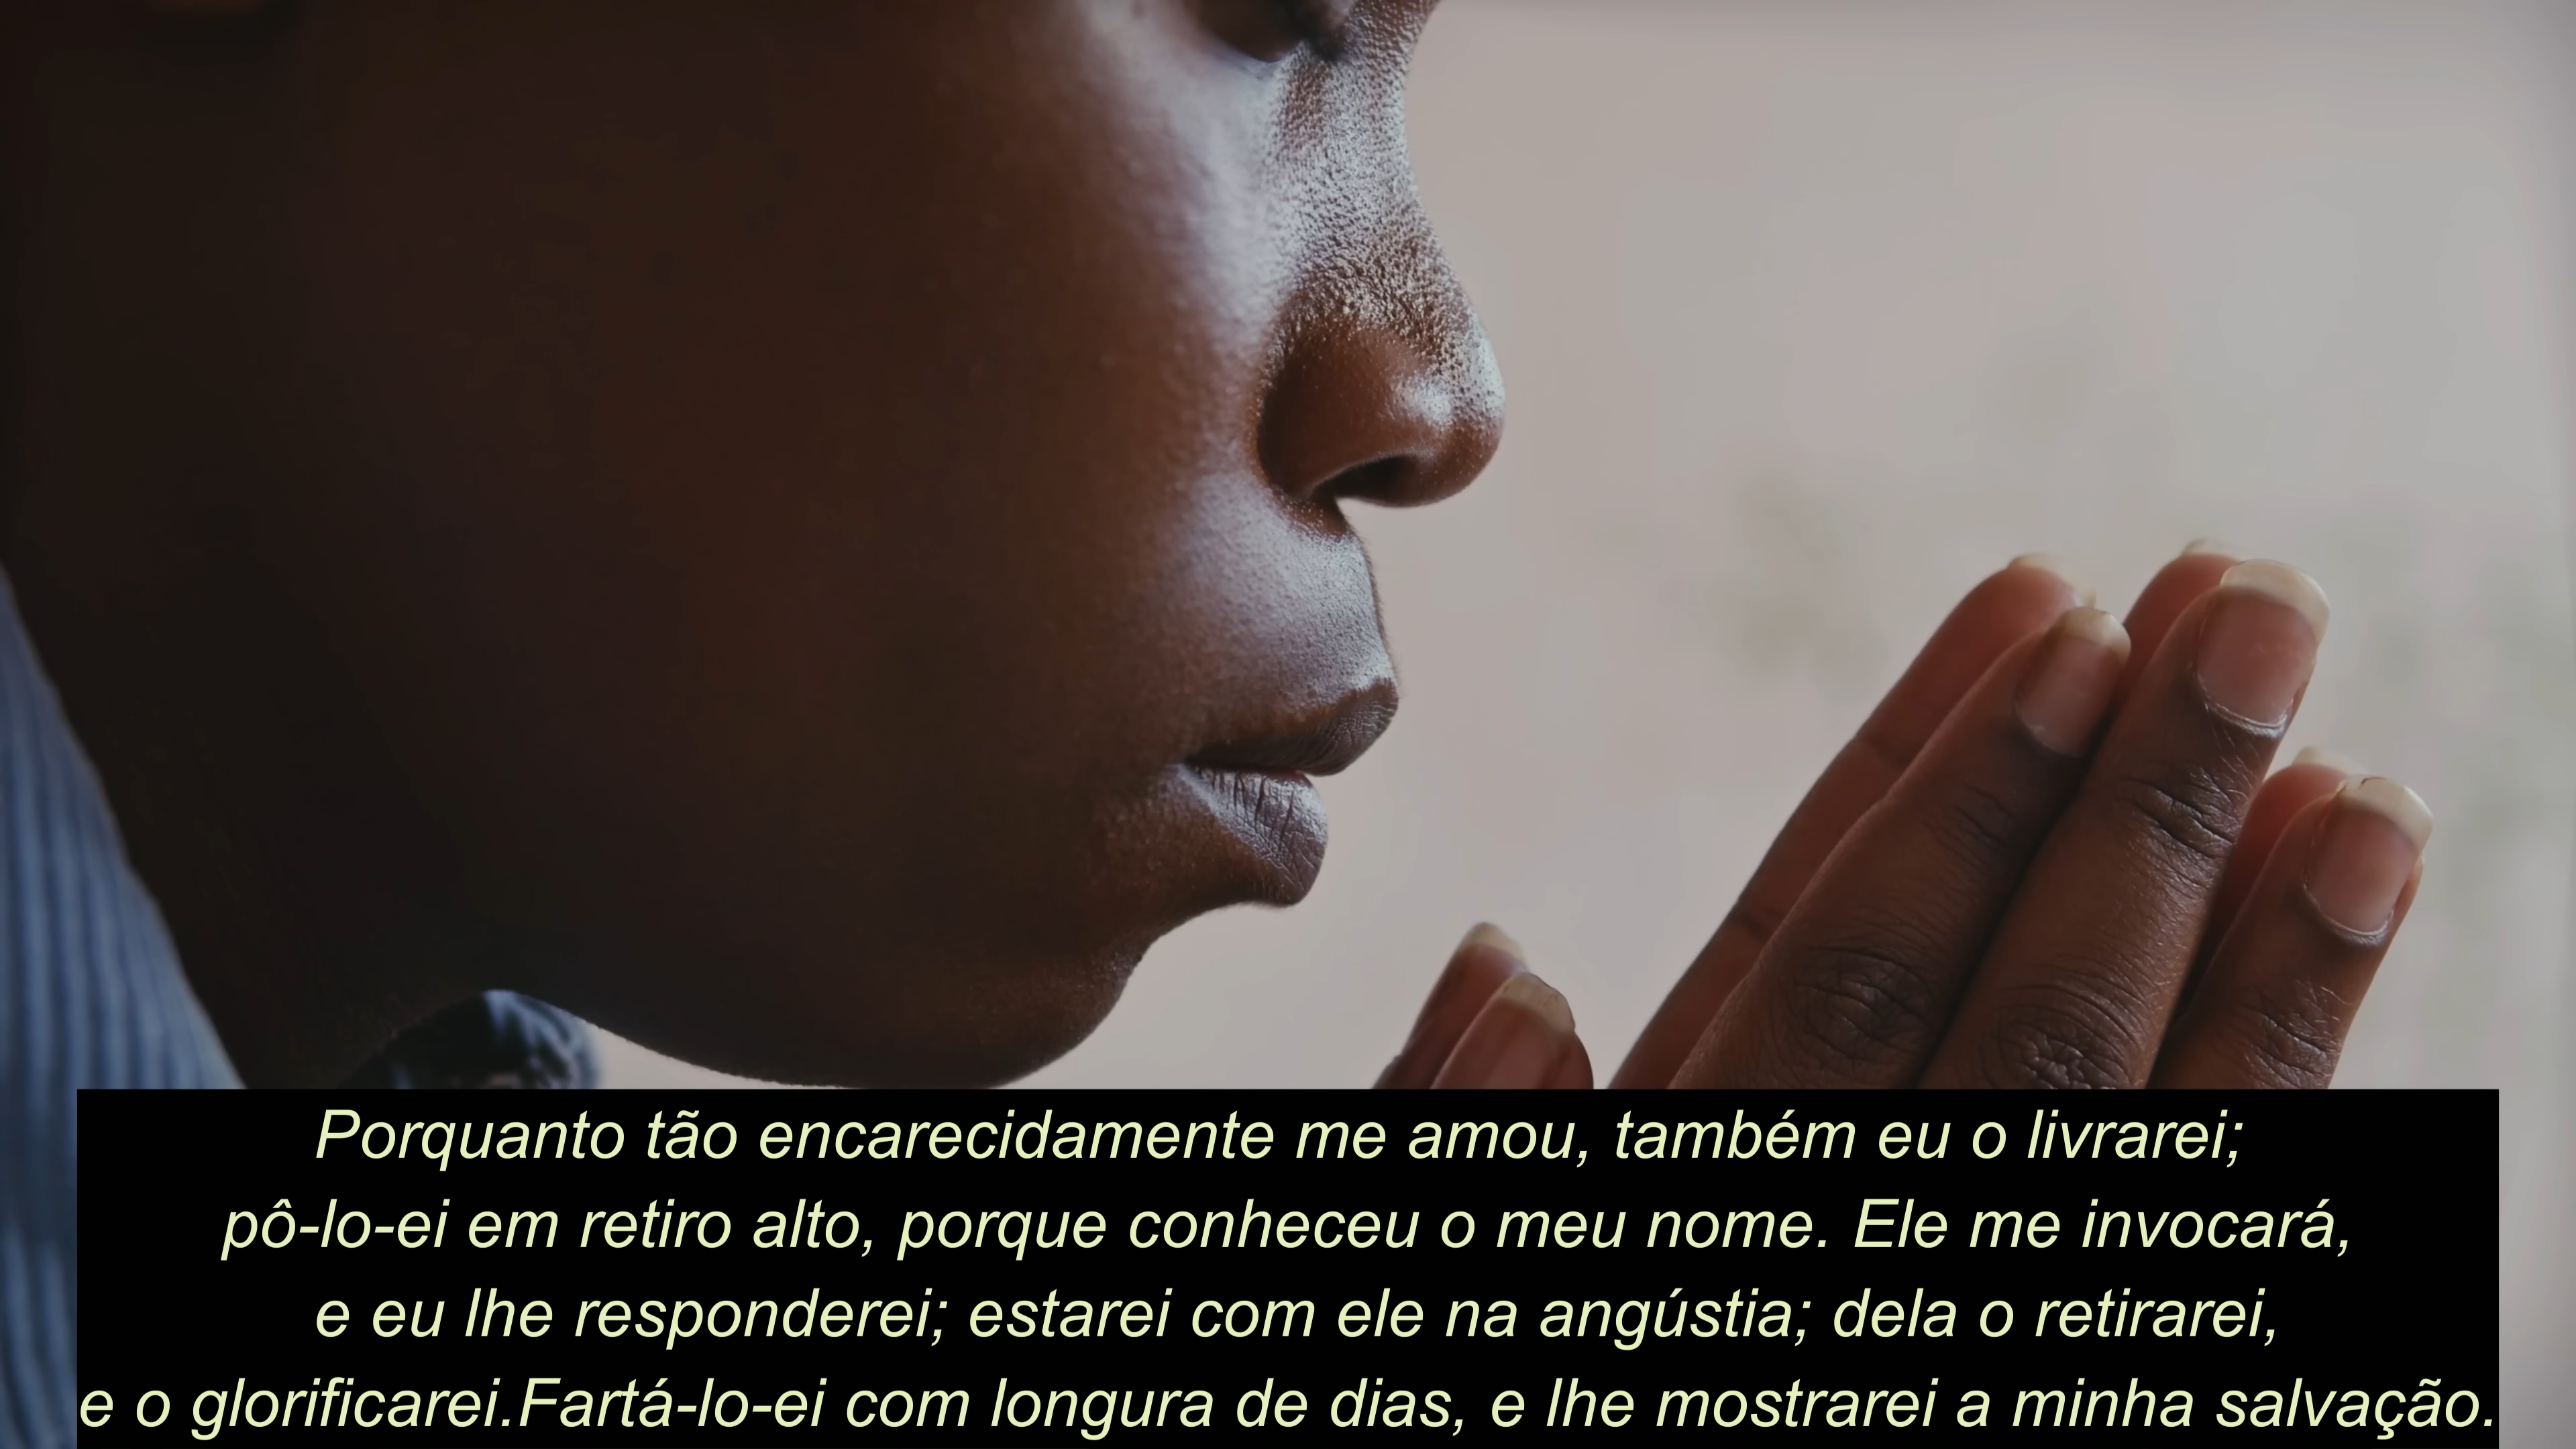 Porquanto tão encarecidamente me amou, também eu o livrarei;
pô-lo-ei em retiro alto, porque conheceu o meu nome. Ele me invocará,
e eu lhe responderei; estarei com ele na angústia; dela o retirarei,
e o glorificarei.Fartá-lo-ei com longura de dias, e lhe mostrarei a minha salvação.